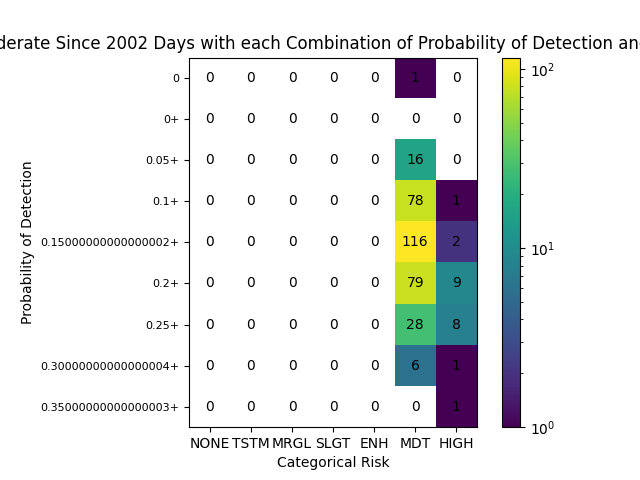 derate Since 2002 Days with each Combination of Probability of Detection an
Probability of Detection
0 0 0 0 0 0 1 0
0+ 0 0 0 0 0 0 0
0.05+ 0 0 0 0 0 16 0
0.1+ 0 0 0 0 0 78 1
0.15000000000000002+ 0 0 0 0 0 116 2
0.2+ 0 0 0 0 0 79 9
0.25+ 0 0 0 0 0 28 8
0.30000000000000004+ 0 0 0 0 0 6 1
0.35000000000000003+ 0 0 0 0 0 0 1
NONE TSTM MRGL SLGT ENH MDT HIGH
Categorical Risk
10²
10¹
10⁰